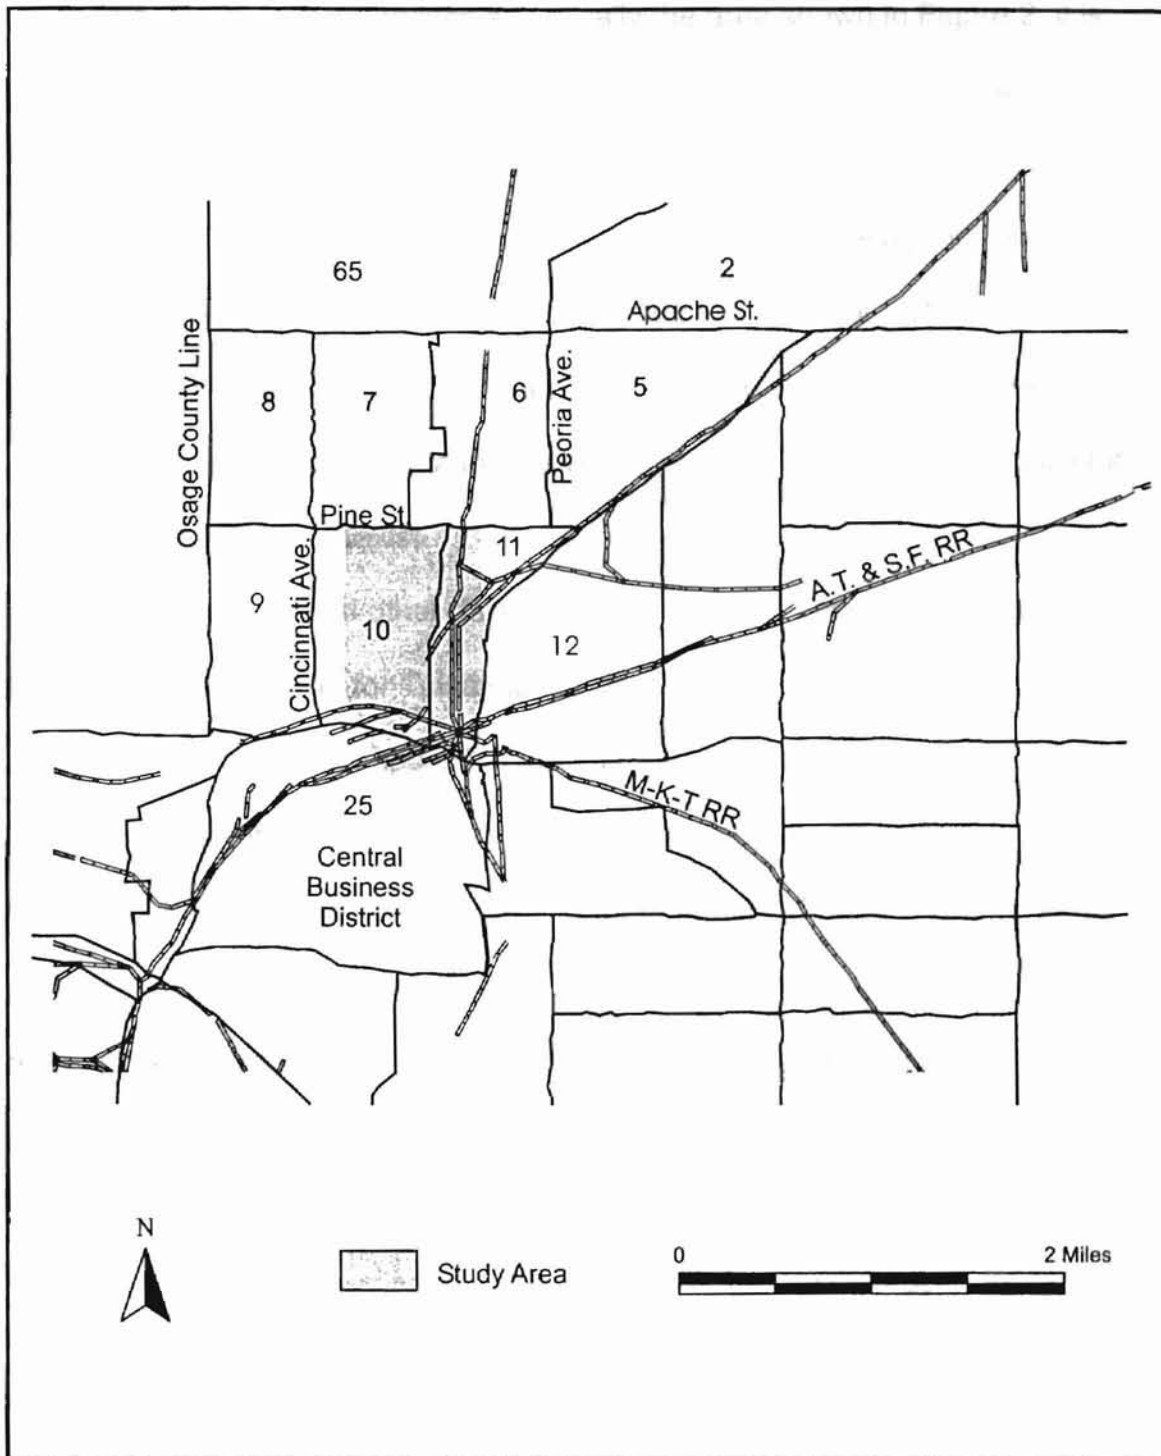 65
2
Apache St.
Osage County Line
8
7
6
Peoria Ave.
5
Pine St.
11
A.T. & S.F. RR
9
Cincinnati Ave.
10
12
M-K-T RR
25
Central
Business
District
N
Study Area
0
2 Miles